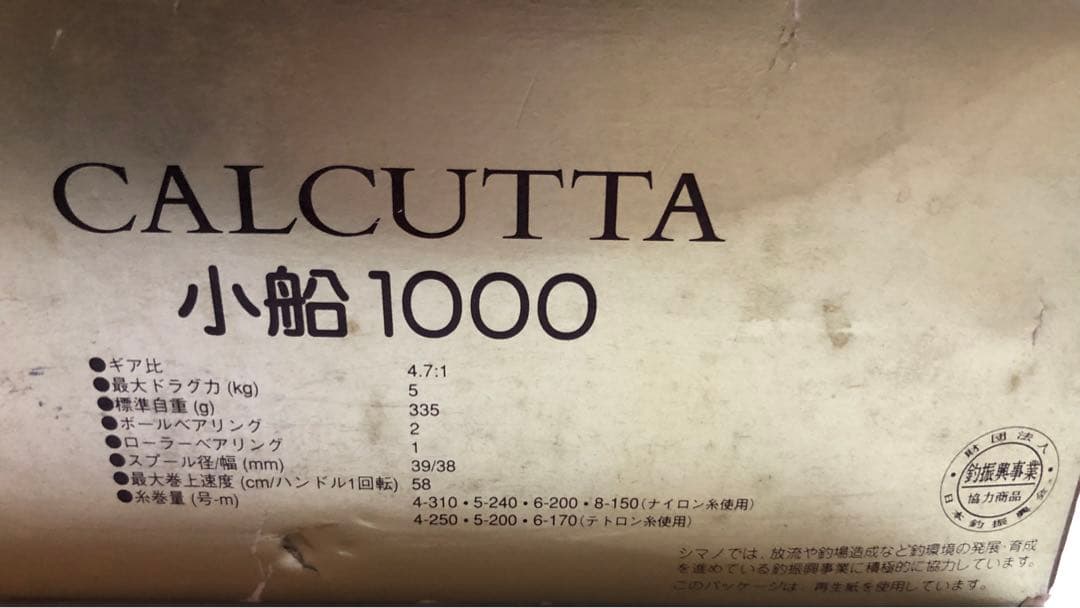 CALCUTTA
小船1000
●ギア比 4.7:1
●最大ドラグ力(kg) 5
●標準自重(g) 335
●ボールベアリング 2
●ローラーベアリング 1
●スプール径/幅(mm) 39/38
●最大巻上速度(cm/ハンドル1回転) 58
●糸巻量(号-m) 4-310・5-240・6-200・8-150(ナイロン糸使用)
4-250・5-200・6-170(テトロン糸使用)
財団法人
釣振興事業
協力商品
日本釣振興会
シマノでは、放流や釣場造成など釣環境の発展・育成
を進めている釣振興事業に積極的に協力しています。
このパッケージは、再生紙を使用しています。